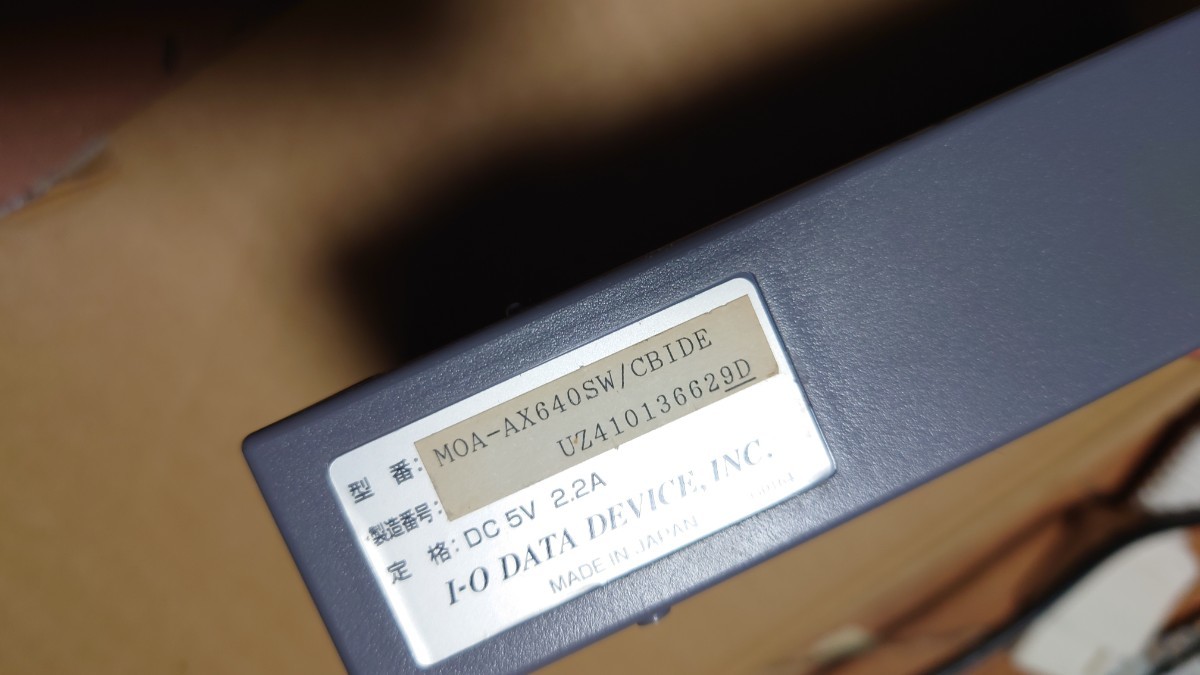 型 番: MOA-AX640SW/CBIDE
製造番号: UZ410136629D
定 格: DC 5V 2.2A
I-O DATA DEVICE, INC.
MADE IN JAPAN